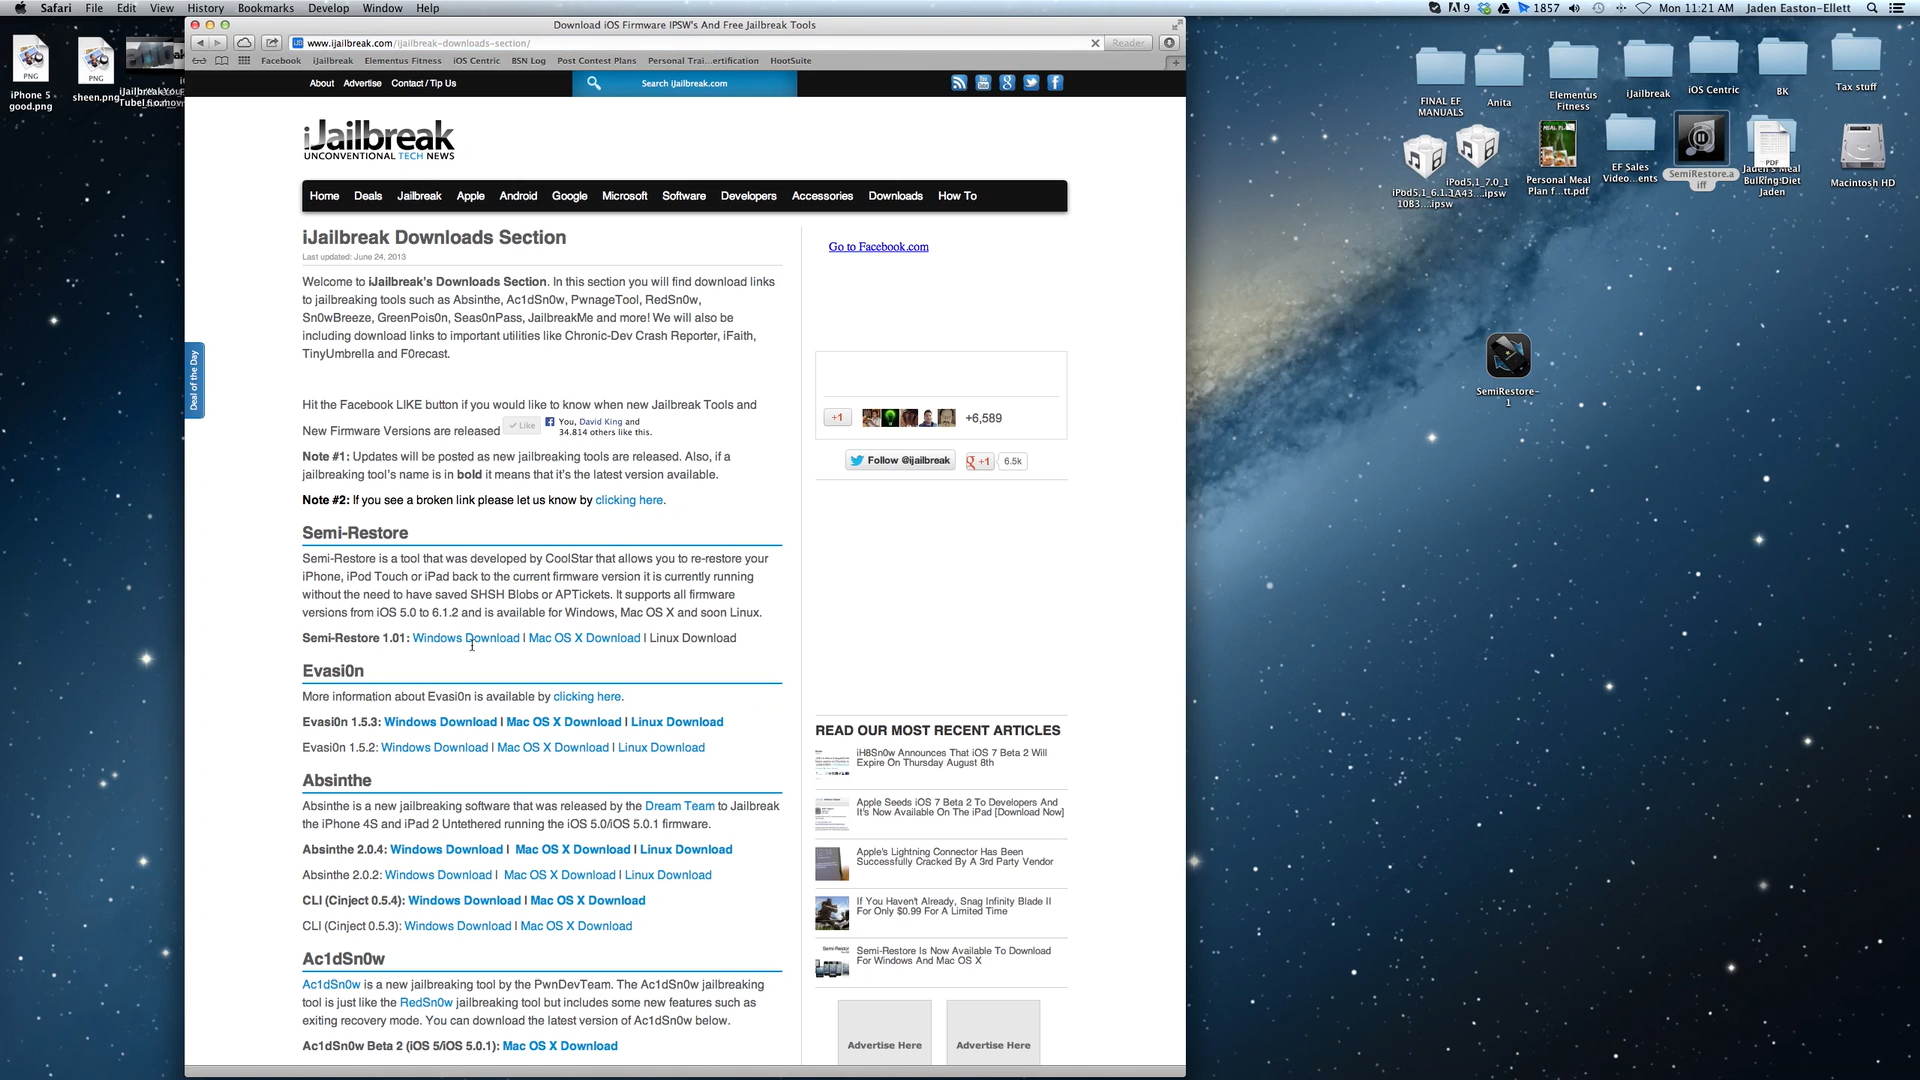 Safari File Edit View History Bookmarks Develop Window Help
9 1857 Mon 11:21 AM Jaden Easton-Ellett
Download iOS Firmware IPSW's And Free Jailbreak Tools
www.ijailbreak.com/ijailbreak-downloads-section/ Reader
Facebook iJailbreak Elementus Fitness iOS Centric BSN Log Post Contest Plans Personal Trai...ertification HootSuite
About Advertise Contact / Tip Us Search iJailbreak.com
iJailbreak
UNCONVENTIONAL TECH NEWS
Home Deals Jailbreak Apple Android Google Microsoft Software Developers Accessories Downloads How To
iJailbreak Downloads Section
Last updated: June 24, 2013
Welcome to iJailbreak's Downloads Section. In this section you will find download links
to jailbreaking tools such as Absinthe, Ac1dSn0w, PwnageTool, RedSn0w,
Sn0wBreeze, GreenPois0n, Seas0nPass, JailbreakMe and more! We will also be
including download links to important utilities like Chronic-Dev Crash Reporter, iFaith,
TinyUmbrella and F0recast.
Hit the Facebook LIKE button if you would like to know when new Jailbreak Tools and
New Firmware Versions are released Like You, David King and
34,814 others like this.
Note #1: Updates will be posted as new jailbreaking tools are released. Also, if a
jailbreaking tool's name is in bold it means that it's the latest version available.
Note #2: If you see a broken link please let us know by clicking here.
Semi-Restore
Semi-Restore is a tool that was developed by CoolStar that allows you to re-restore your
iPhone, iPod Touch or iPad back to the current firmware version it is currently running
without the need to have saved SHSH Blobs or APTickets. It supports all firmware
versions from iOS 5.0 to 6.1.2 and is available for Windows, Mac OS X and soon Linux.
Semi-Restore 1.01: Windows Download | Mac OS X Download | Linux Download
Evasi0n
More information about Evasi0n is available by clicking here.
Evasi0n 1.5.3: Windows Download | Mac OS X Download | Linux Download
Evasi0n 1.5.2: Windows Download | Mac OS X Download | Linux Download
Absinthe
Absinthe is a new jailbreaking software that was released by the Dream Team to Jailbreak
the iPhone 4S and iPad 2 Untethered running the iOS 5.0/iOS 5.0.1 firmware.
Absinthe 2.0.4: Windows Download | Mac OS X Download | Linux Download
Absinthe 2.0.2: Windows Download | Mac OS X Download | Linux Download
CLI (Cinject 0.5.4): Windows Download | Mac OS X Download
CLI (Cinject 0.5.3): Windows Download | Mac OS X Download
Ac1dSn0w
Ac1dSn0w is a new jailbreaking tool by the PwnDevTeam. The Ac1dSn0w jailbreaking
tool is just like the RedSn0w jailbreaking tool but includes some new features such as
exiting recovery mode. You can download the latest version of Ac1dSn0w below.
Ac1dSn0w Beta 2 (iOS 5/iOS 5.0.1): Mac OS X Download
Go to Facebook.com
+1 +6,589
Follow @ijailbreak +1 6.5k
READ OUR MOST RECENT ARTICLES
iH8Sn0w Announces That iOS 7 Beta 2 Will
Expire On Thursday August 8th
Apple Seeds iOS 7 Beta 2 To Developers And
It's Now Available On The iPad [Download Now]
Apple's Lightning Connector Has Been
Successfully Cracked By A 3rd Party Vendor
If You Haven't Already, Snag Infinity Blade II
For Only $0.99 For A Limited Time
Semi-Restore Is Now Available To Download
For Windows And Mac OS X
Advertise Here Advertise Here
Deal of the Day
PNG
iPhone 5
good.png
PNG
sheen.png
FINAL EF
MANUALS
Anita
Elementus
Fitness
iJailbreak
iOS Centric
BK
Tax stuff
iPod5,1_6.1.
10B3....ipsw
iPod5,1_7.0_1
1A43...ipsw
Personal Meal
Plan f...tt.pdf
EF Sales
Video...ents
SemiRestore.a
iff
PDF
Jaden
Macintosh HD
SemiRestore-
1